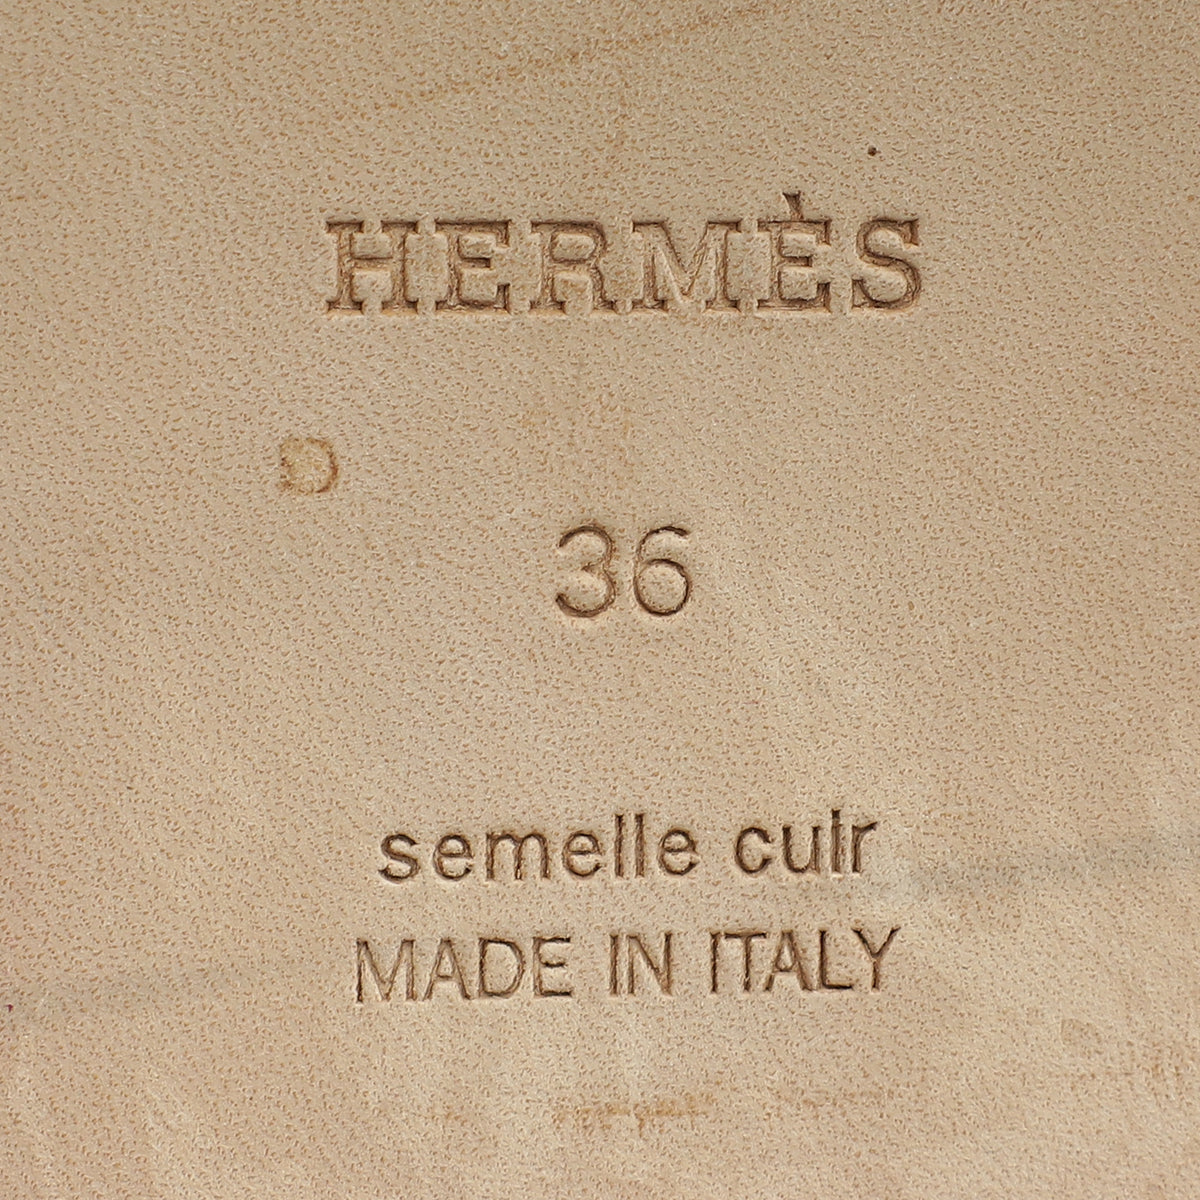 HERMÈS
36
semelle cuir
MADE IN ITALY